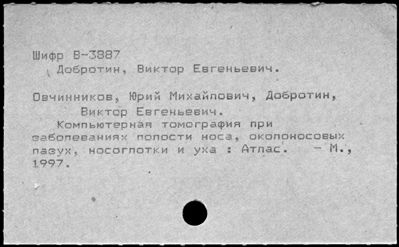 Шифр В-3887
Добротин, Виктор Евгеньевич.
Овчинников, Юрий Михайлович, Добротин,
Виктор Евгеньевич.
Компьютерная томография при
заболеваниях полости носа, околоносовых
пазух, носоглотки и уха : Атлас. - М.,
1997.